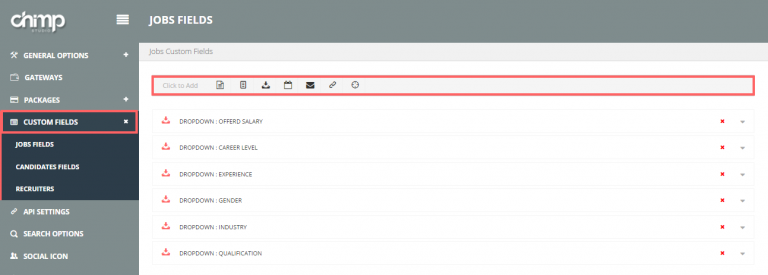 chimp
STUDIO
GENERAL OPTIONS
GATEWAYS
PACKAGES
CUSTOM FIELDS
JOBS FIELDS
CANDIDATES FIELDS
RECRUITERS
API SETTINGS
SEARCH OPTIONS
SOCIAL ICON
JOBS FIELDS
Jobs Custom Fields
Click to Add
DROPDOWN : OFFERD SALARY
DROPDOWN : CAREER LEVEL
DROPDOWN : EXPERIENCE
DROPDOWN : GENDER
DROPDOWN : INDUSTRY
DROPDOWN : QUALIFICATION